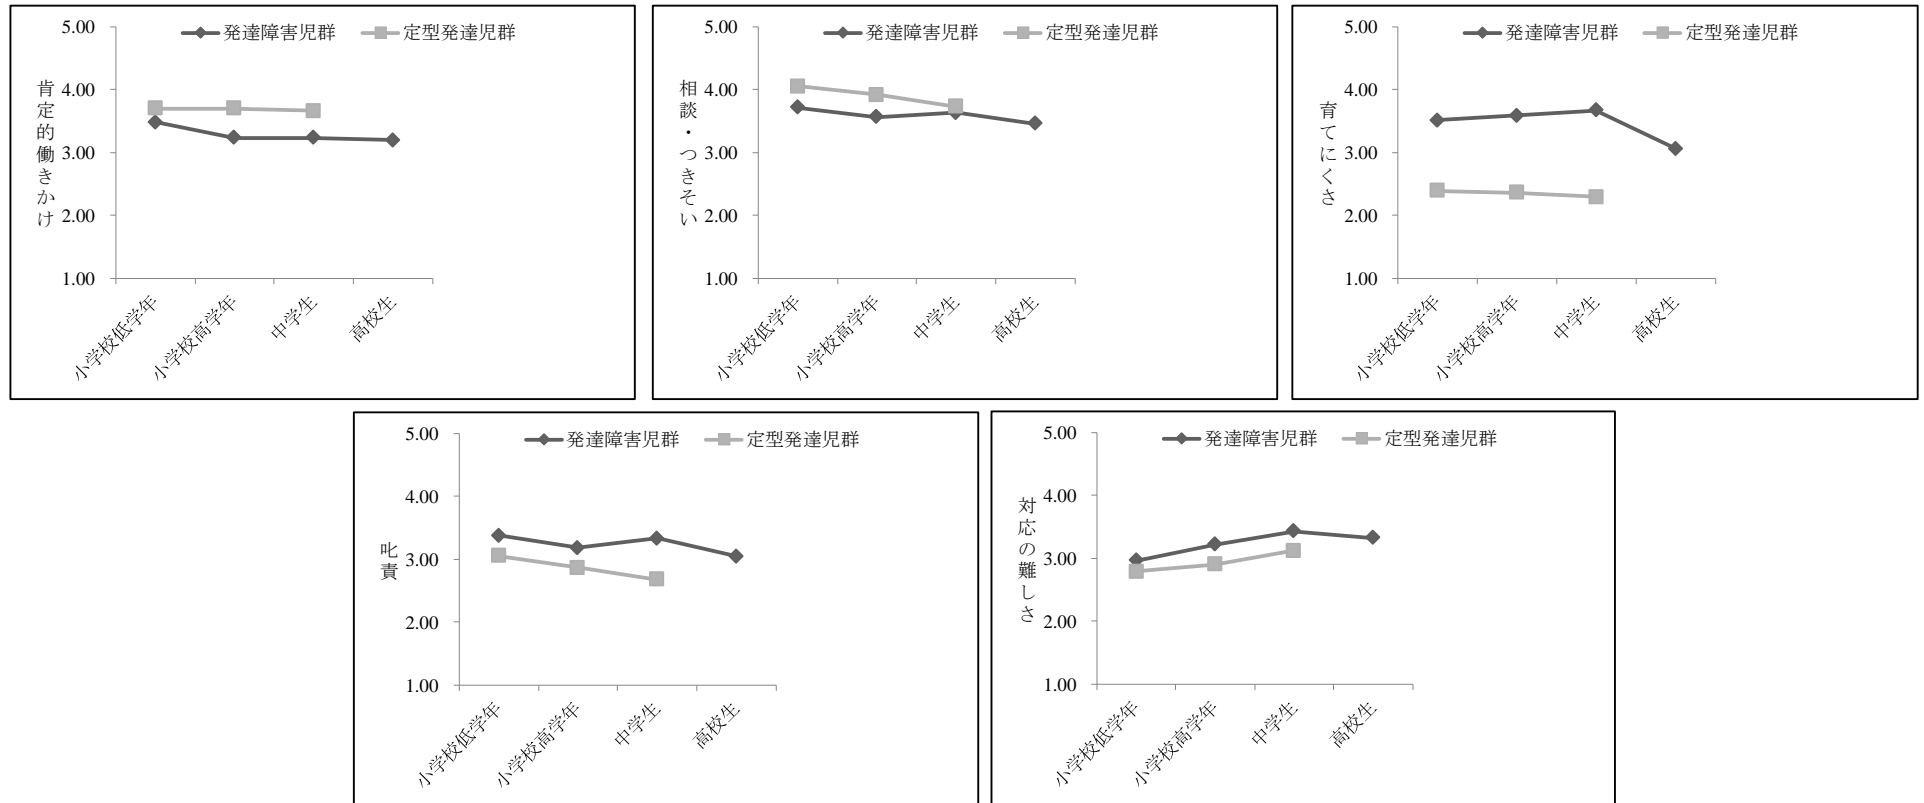 発達障害児群 定型発達児群
肯定的働きかけ
5.00
4.00
3.00
2.00
1.00
小学校低学年
小学校高学年
中学生
高校生
発達障害児群 定型発達児群
相談・つきそい
5.00
4.00
3.00
2.00
1.00
小学校低学年
小学校高学年
中学生
高校生
発達障害児群 定型発達児群
育てにくさ
5.00
4.00
3.00
2.00
1.00
小学校低学年
小学校高学年
中学生
高校生
発達障害児群 定型発達児群
叱責
5.00
4.00
3.00
2.00
1.00
小学校低学年
小学校高学年
中学生
高校生
発達障害児群 定型発達児群
対応の難しさ
5.00
4.00
3.00
2.00
1.00
小学校低学年
小学校高学年
中学生
高校生